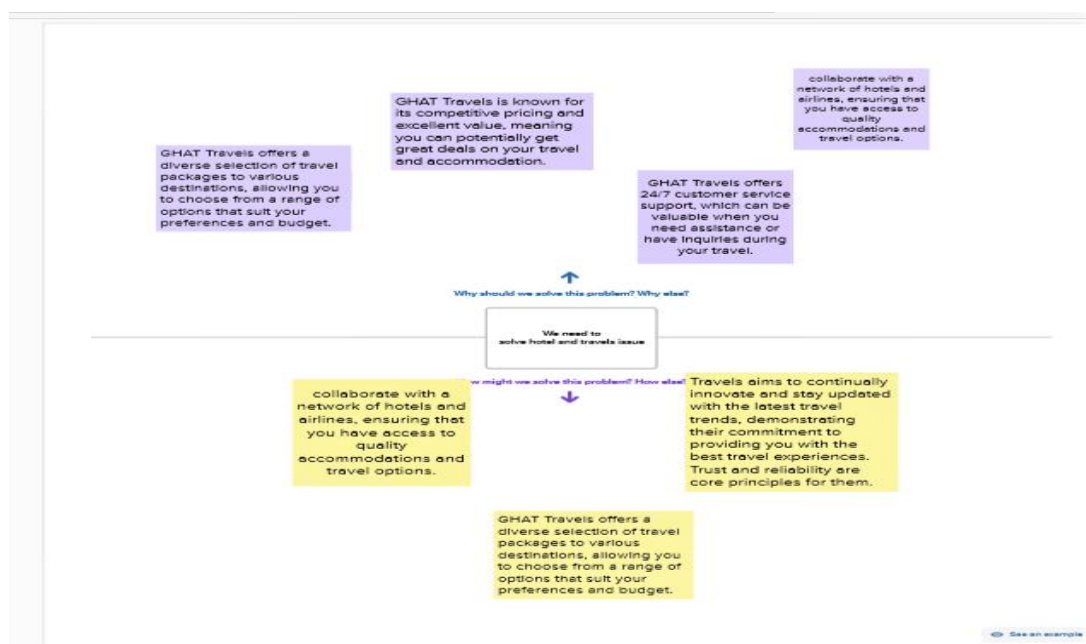 collaborate with a
network of hotels and
airlines, ensuring that
you have access to
quality
accommodations and
travel options.
GHAT Travels is known for
its competitive pricing and
excellent value, meaning
you can potentially get
great deals on your travel
and accommodation.
GHAT Travels offers a
diverse selection of travel
packages to various
destinations, allowing you
to choose from a range of
options that suit your
preferences and budget.
GHAT Travels offers
24/7 customer service
support, which can be
valuable when you
need assistance or
have inquiries during
your travel.
Why should we solve this problem? Why else?
We need to
solve hotel and travels issue
might we solve this problem? How else?
collaborate with a
network of hotels and
airlines, ensuring that
you have access to
quality
accommodations and
travel options.
Travels aims to continually
innovate and stay updated
with the latest travel
trends, demonstrating
their commitment to
providing you with the
best travel experiences.
Trust and reliability are
core principles for them.
GHAT Travels offers a
diverse selection of travel
packages to various
destinations, allowing you
to choose from a range of
options that suit your
preferences and budget.
See an example